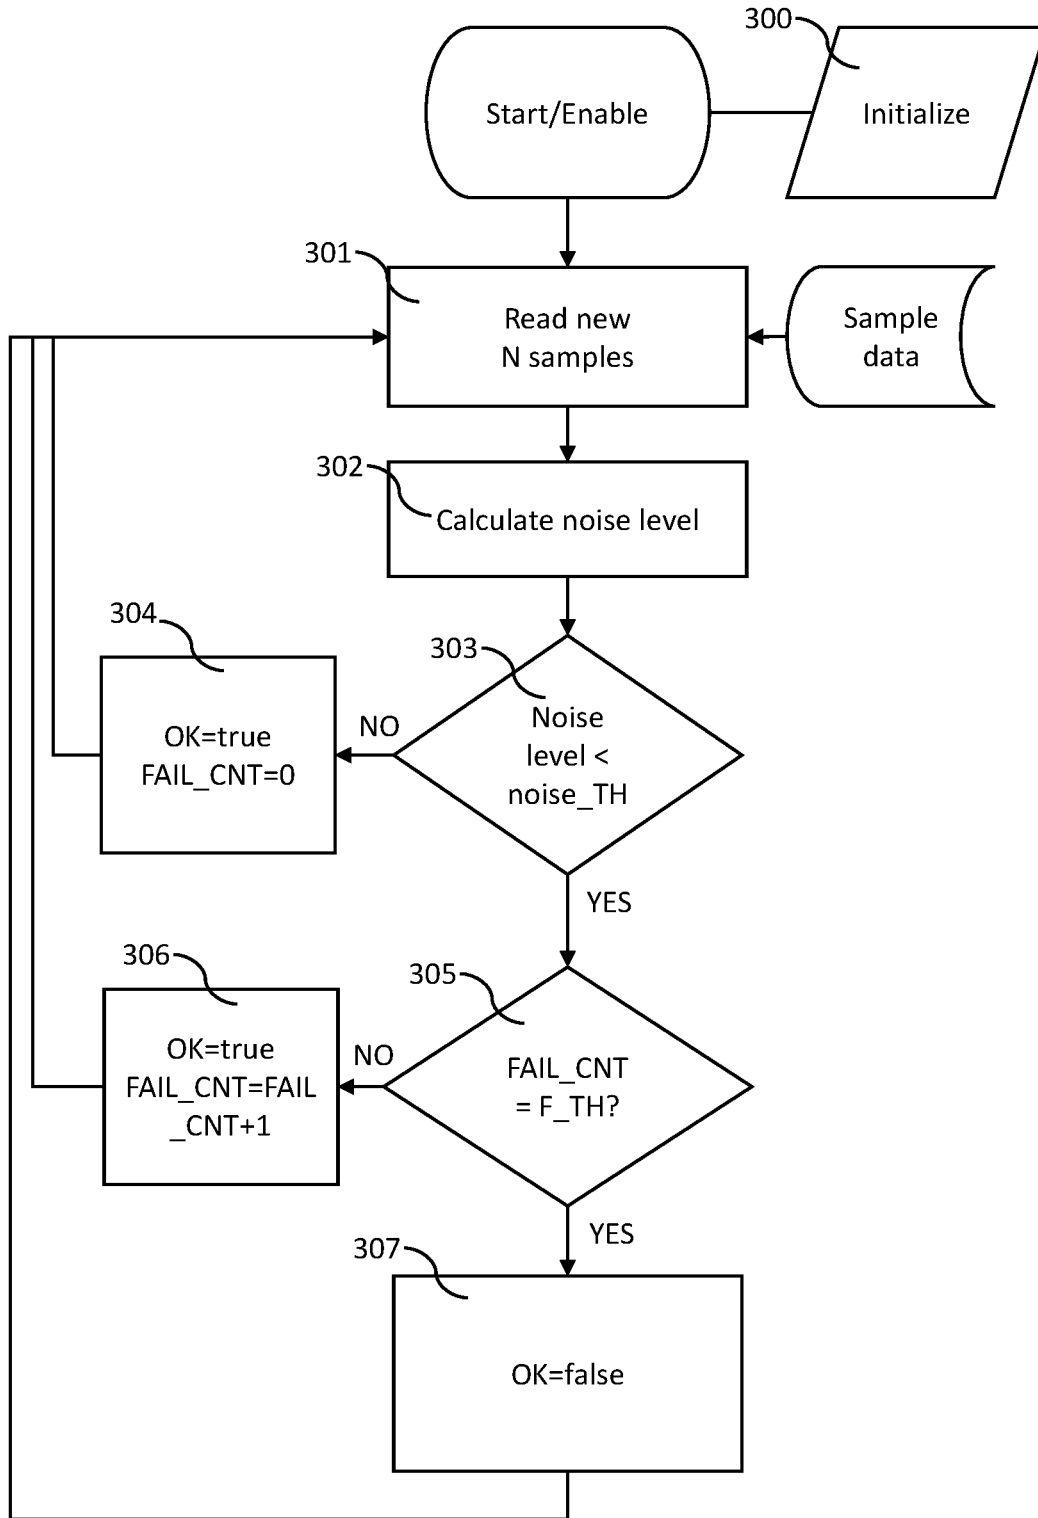 300
Start/Enable
Initialize
301
Read new
N samples
Sample
data
302
Calculate noise level
304
303
OK=true
FAIL_CNT=0
NO
Noise
level <
noise_TH
YES
306
305
OK=true
FAIL_CNT=FAIL
_CNT+1
NO
FAIL_CNT
= F_TH?
YES
307
OK=false